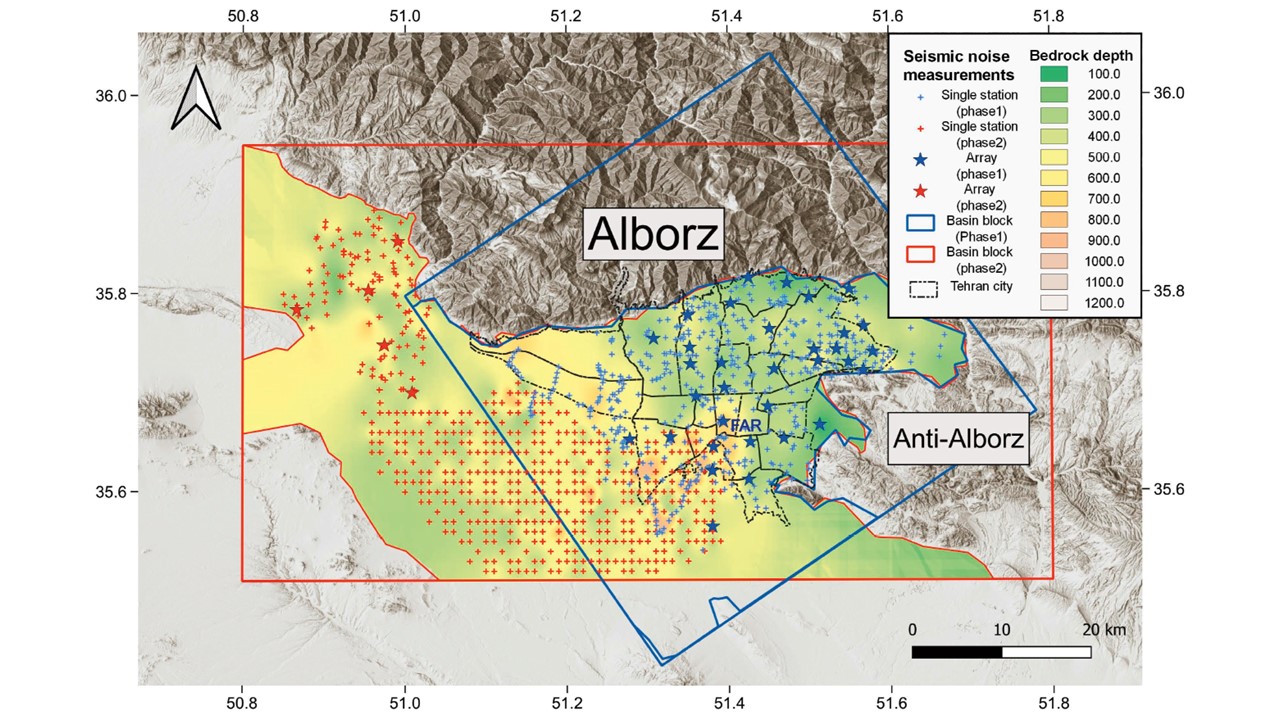 50.8 51.0 51.2 51.4 51.6 51.8
Seismic noise
measurements
Single station
(phase1)
Single station
(phase2)
Array
(phase1)
Array
(phase2)
Basin block
(Phase1)
Basin block
(phase2)
Tehran city
Bedrock depth
100.0
200.0
300.0
400.0
500.0
600.0
700.0
800.0
900.0
1000.0
1100.0
1200.0
36.0 36.0
Alborz
35.8 35.8
FAR
Anti-Alborz
35.6 35.6
0 10 20 km
50.8 51.0 51.2 51.4 51.6 51.8